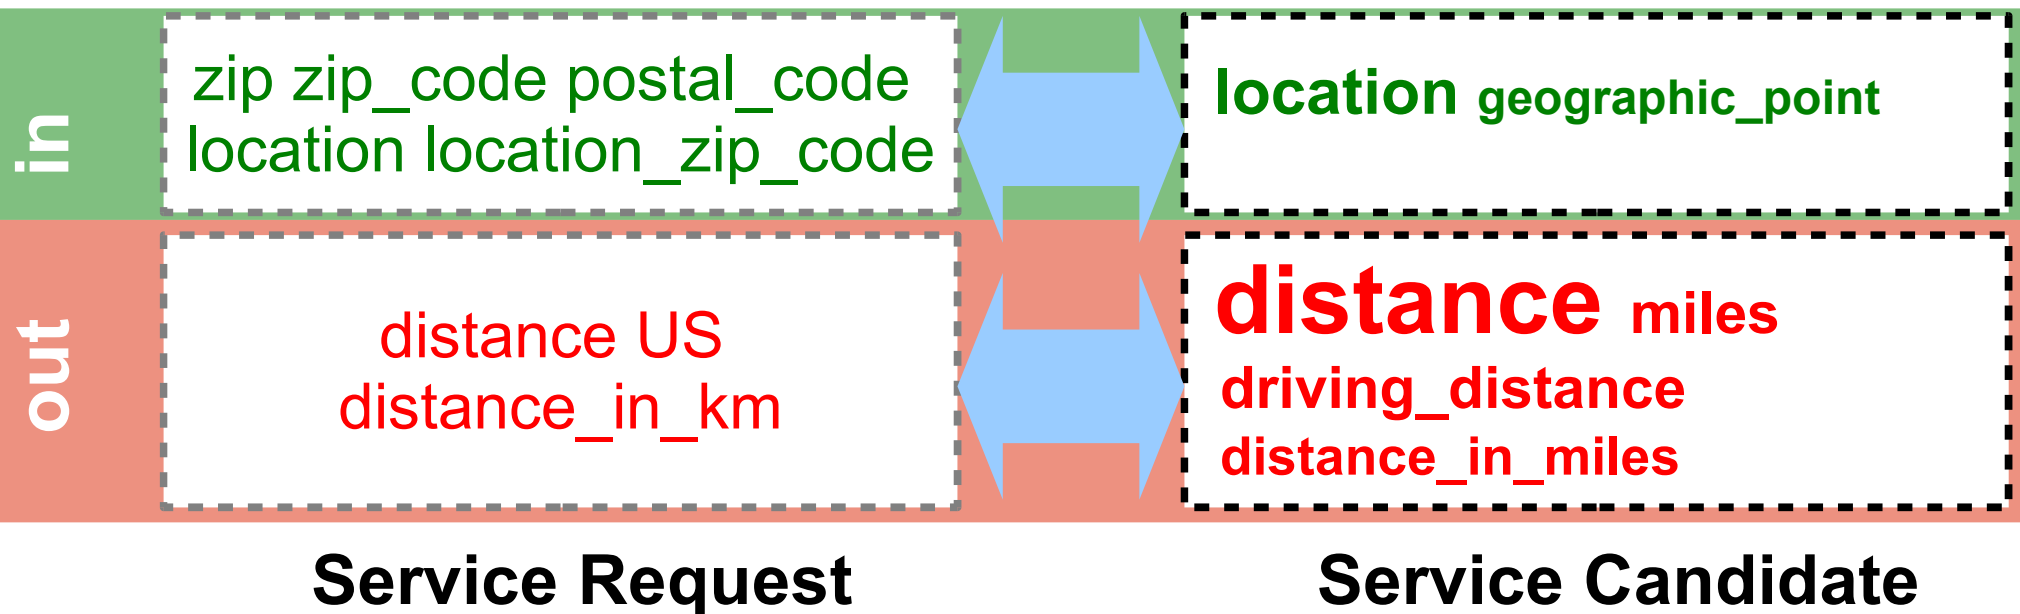 in
zip zip_code postal_code
location location_zip_code
location geographic_point
out
distance US
distance_in_km
distance miles
driving_distance
distance_in_miles
Service Request
Service Candidate